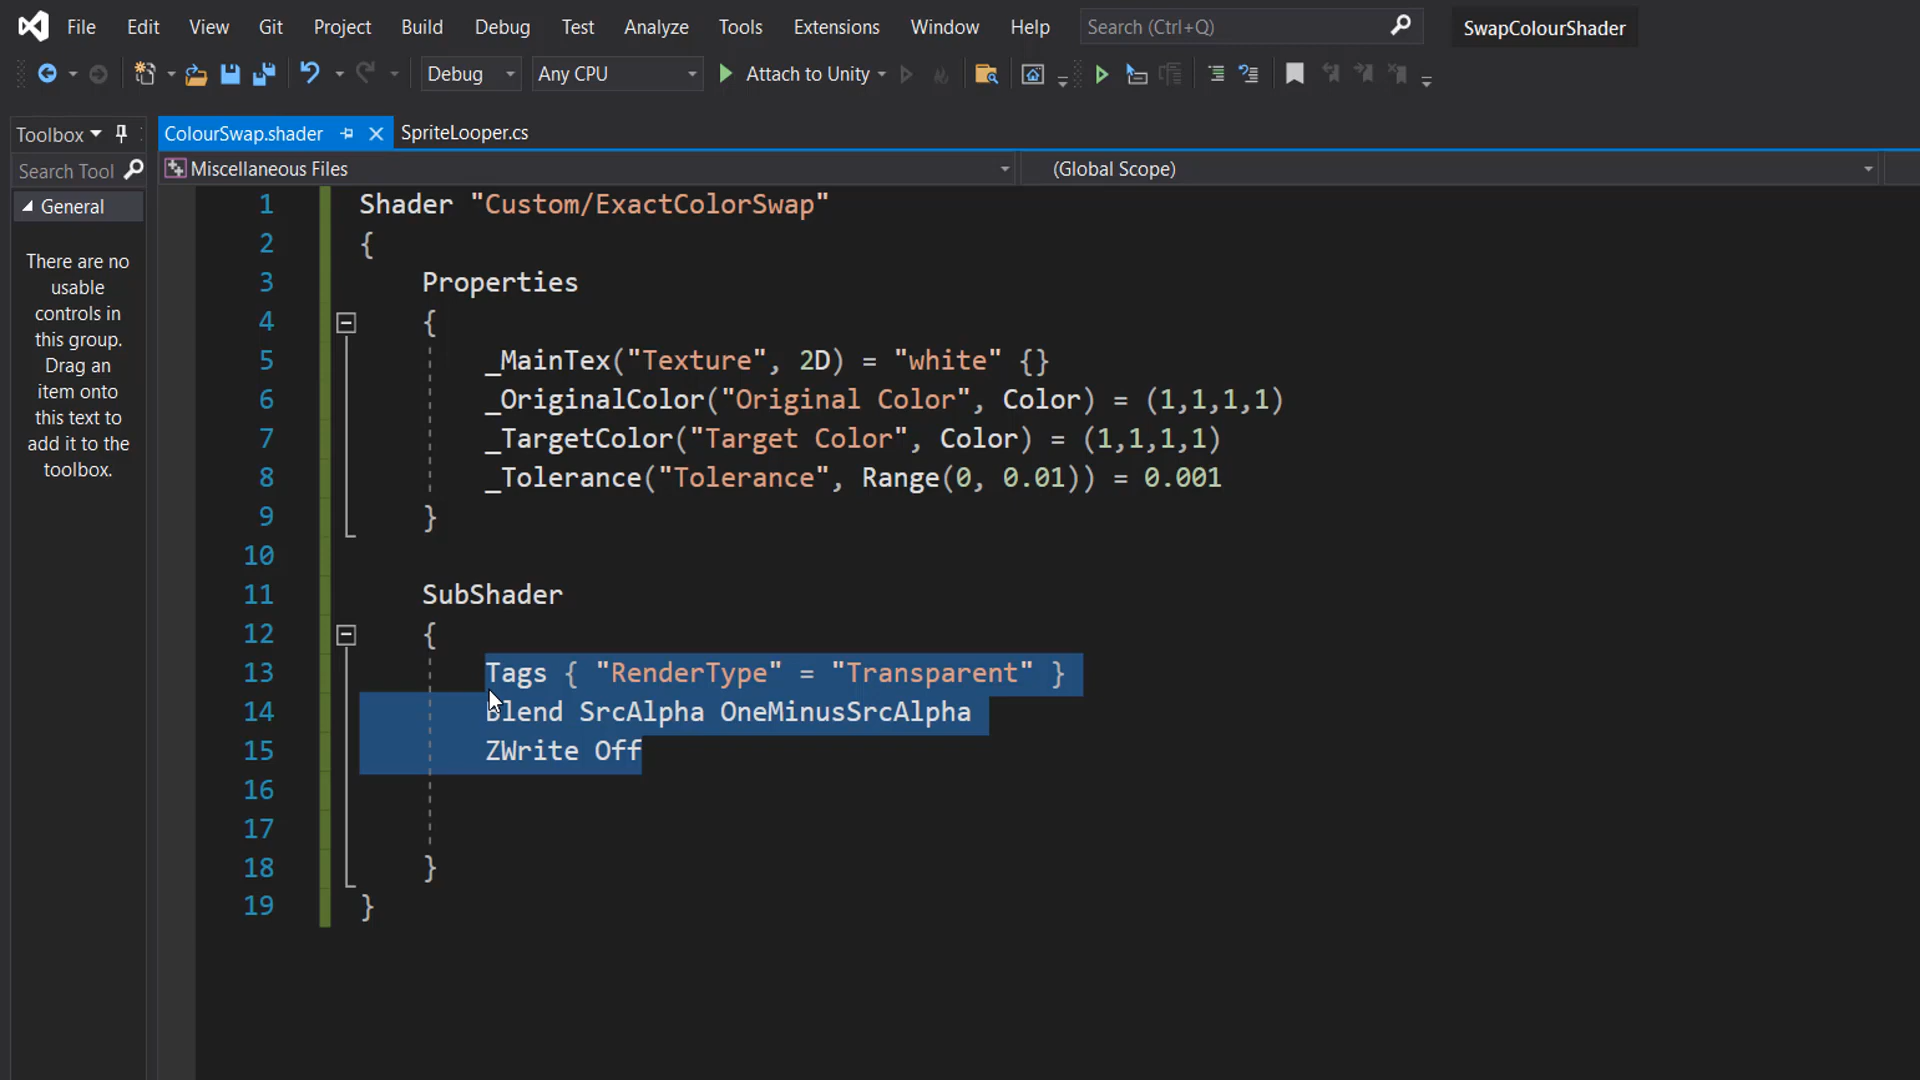 File Edit View Git Project Build Debug Test Analyze Tools Extensions Window Help Search (Ctrl+Q) SwapColourShader
Debug Any CPU Attach to Unity
Toolbox ColourSwap.shader SpriteLooper.cs
Search Tool Miscellaneous Files (Global Scope)
General
There are no
usable
controls in
this group.
Drag an
item onto
this text to
add it to the
toolbox.
1 Shader "Custom/ExactColorSwap"
2 {
3 Properties
4 {
5 _MainTex("Texture", 2D) = "white" {}
6 _OriginalColor("Original Color", Color) = (1,1,1,1)
7 _TargetColor("Target Color", Color) = (1,1,1,1)
8 _Tolerance("Tolerance", Range(0, 0.01)) = 0.001
9 }
10
11 SubShader
12 {
13 Tags { "RenderType" = "Transparent" }
14 Blend SrcAlpha OneMinusSrcAlpha
15 ZWrite Off
16
17
18 }
19 }